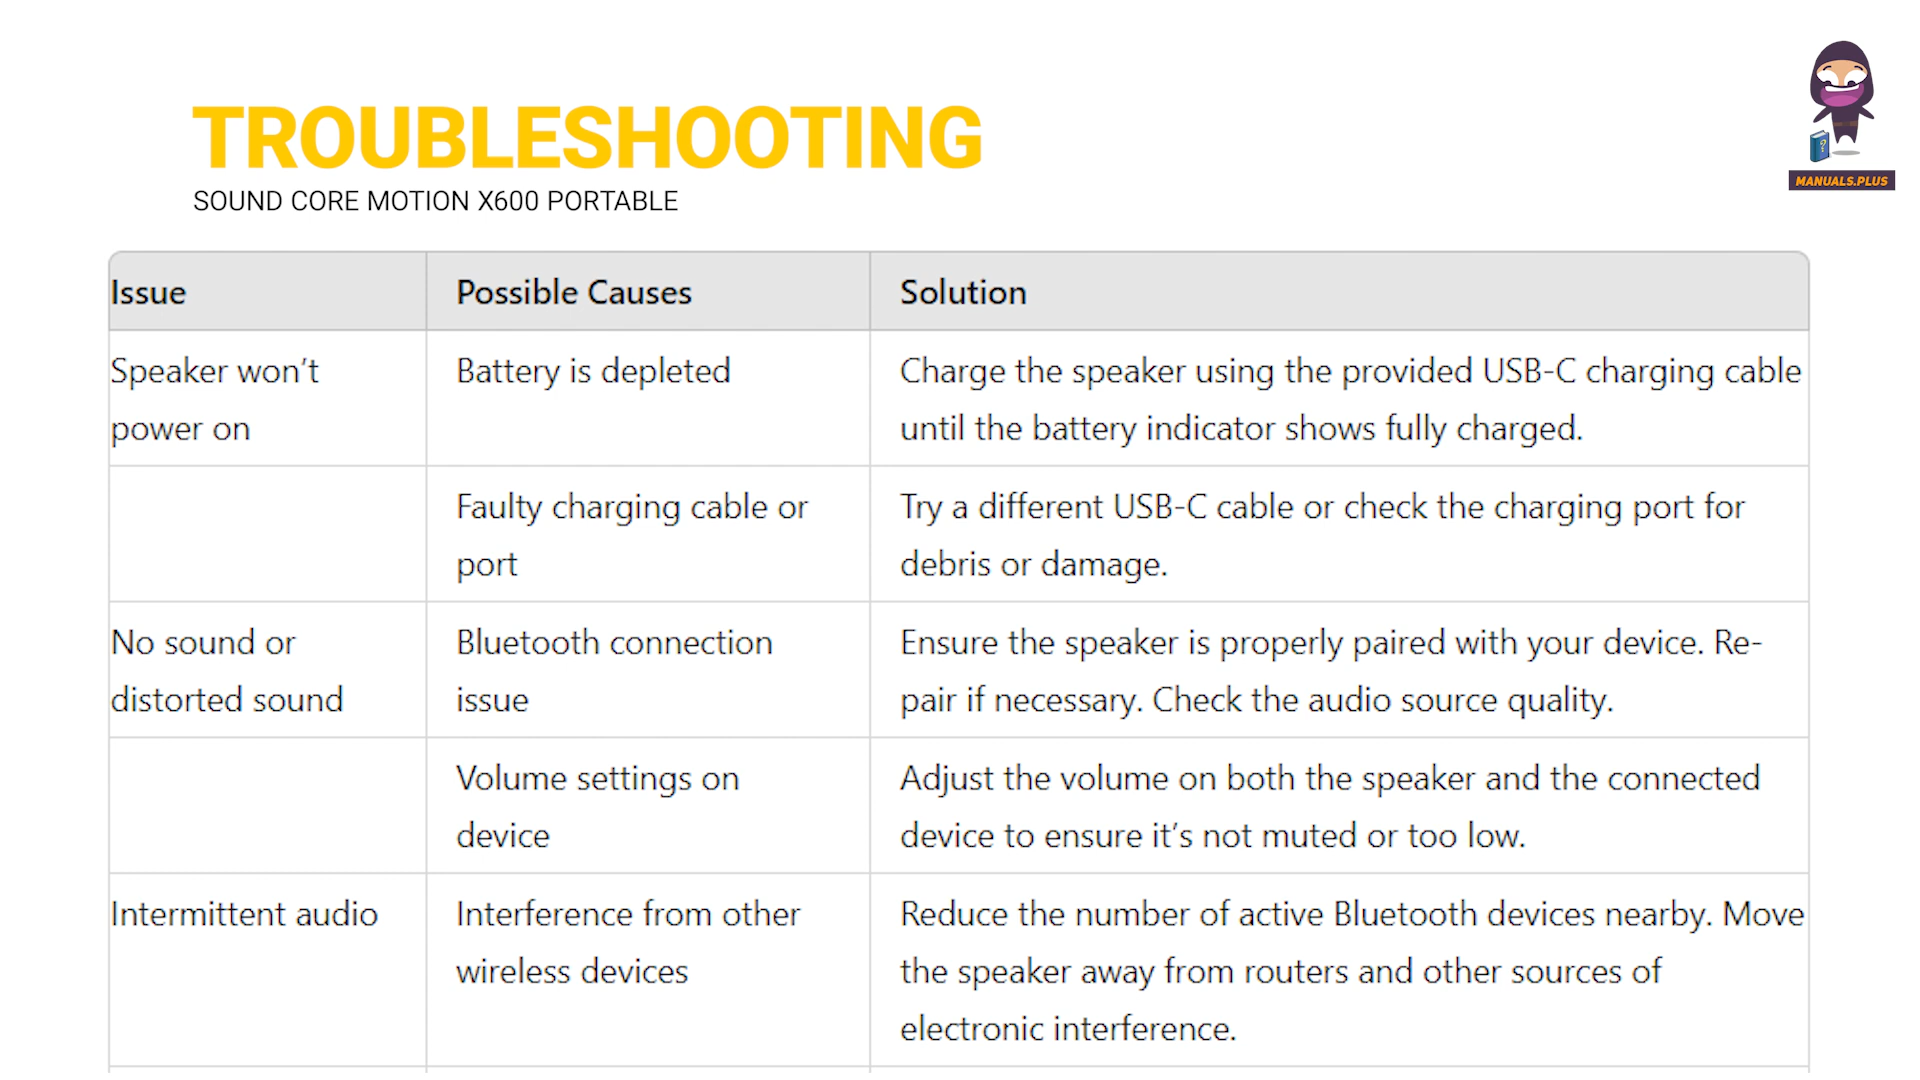 TROUBLESHOOTING
SOUND CORE MOTION X600 PORTABLE
?
MANUALS.PLUS
Issue
Possible Causes
Solution
Speaker won’t
power on
Battery is depleted
Charge the speaker using the provided USB-C charging cable
until the battery indicator shows fully charged.
Faulty charging cable or
port
Try a different USB-C cable or check the charging port for
debris or damage.
No sound or
distorted sound
Bluetooth connection
issue
Ensure the speaker is properly paired with your device. Re-
pair if necessary. Check the audio source quality.
Volume settings on
device
Adjust the volume on both the speaker and the connected
device to ensure it’s not muted or too low.
Intermittent audio
Interference from other
wireless devices
Reduce the number of active Bluetooth devices nearby. Move
the speaker away from routers and other sources of
electronic interference.